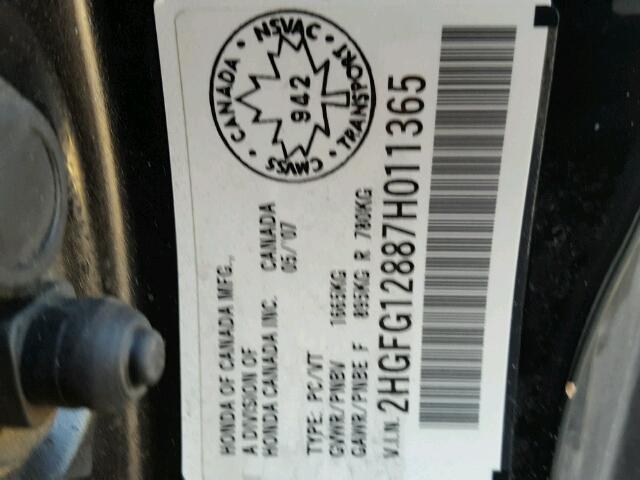 HONDA OF CANADA MFG.,
A DIVISION OF
HONDA CANADA INC. CANADA
05/'07
TYPE: PC/VT
GVWR/PNBV 1665KG
GAWR/PNBE F 895KG R 780KG
V.I.N. 2HGFG12887H011365
CANADA • NSVAC • TRANSPORT • CMVSS •
942